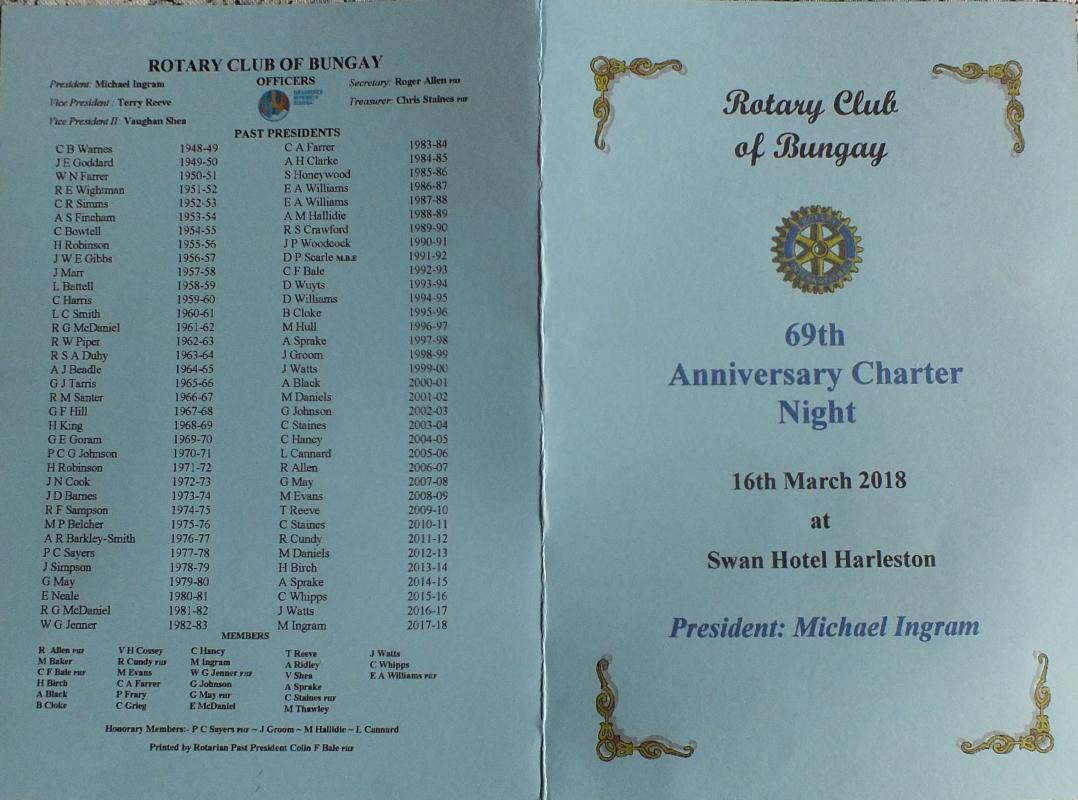 ROTARY CLUB OF BUNGAY
OFFICERS
President: Michael Ingram
Vice President : Terry Reeve
Vice President II: Vaughan Shea
Secretary: Roger Allen PHF
Treasurer: Chris Staines PHF
PAST PRESIDENTS
C B Warnes 1948-49
J E Goddard 1949-50
W N Farrer 1950-51
R E Wightman 1951-52
C R Simms 1952-53
A S Fincham 1953-54
C Bowtell 1954-55
H Robinson 1955-56
J W E Gibbs 1956-57
J Marr 1957-58
L Battell 1958-59
C Harris 1959-60
L C Smith 1960-61
R G McDaniel 1961-62
R W Piper 1962-63
R S A Duhy 1963-64
A J Beadle 1964-65
G J Tarris 1965-66
R M Santer 1966-67
G F Hill 1967-68
H King 1968-69
G E Goram 1969-70
P C G Johnson 1970-71
H Robinson 1971-72
J N Cook 1972-73
J D Barnes 1973-74
R F Sampson 1974-75
M P Belcher 1975-76
A R Barkley-Smith 1976-77
P C Sayers 1977-78
J Simpson 1978-79
G May 1979-80
E Neale 1980-81
R G McDaniel 1981-82
W G Jenner 1982-83
C A Farrer 1983-84
A H Clarke 1984-85
S Honeywood 1985-86
E A Williams 1986-87
E A Williams 1987-88
A M Hallidie 1988-89
R S Crawford 1989-90
J P Woodcock 1990-91
D P Searle M.B.E 1991-92
C F Bale 1992-93
D Wuyts 1993-94
D Williams 1994-95
B Cloke 1995-96
M Hull 1996-97
A Sprake 1997-98
J Groom 1998-99
J Watts 1999-00
A Black 2000-01
M Daniels 2001-02
G Johnson 2002-03
C Staines 2003-04
C Hancy 2004-05
L Cannard 2005-06
R Allen 2006-07
G May 2007-08
M Evans 2008-09
T Reeve 2009-10
C Staines 2010-11
R Cundy 2011-12
M Daniels 2012-13
H Birch 2013-14
A Sprake 2014-15
C Whipps 2015-16
J Watts 2016-17
M Ingram 2017-18
MEMBERS
R Allen PHF
M Baker
C F Bale PHF
H Birch
A Black
B Cloke
V H Cossey
R Cundy PHF
M Evans
C A Farrer
P Frary
C Grieg
C Hancy
M Ingram
W G Jenner PHF
G Johnson
G May PHF
E McDaniel
T Reeve
A Ridley
V Shea
A Sprake
C Staines PHF
M Thawley
J Watts
C Whipps
E A Williams PHF
Honorary Members:- P C Sayers PHF ~ J Groom ~ M Hallidie ~ L Cannard
Printed by Rotarian Past President Colin F Bale PHF
Rotary Club
of Bungay
ROTARY
INTERNATIONAL
69th
Anniversary Charter
Night
16th March 2018
at
Swan Hotel Harleston
President: Michael Ingram